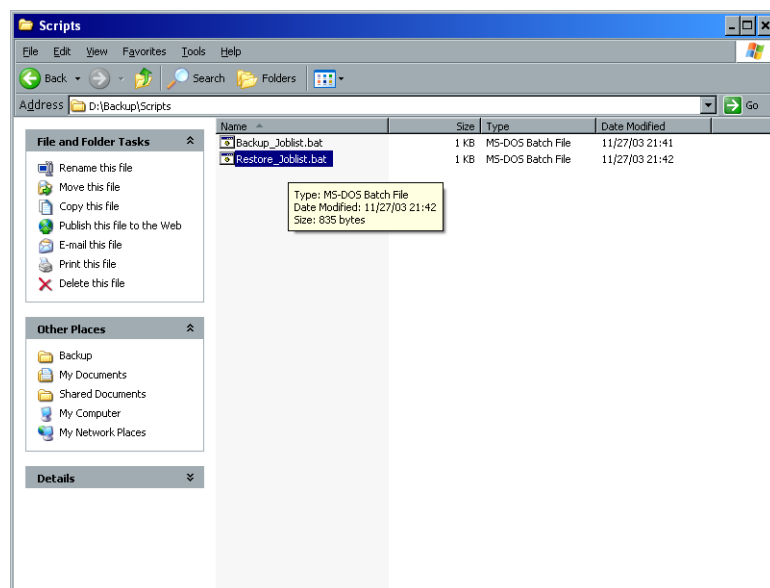 Scripts
File Edit View Favorites Tools Help
Back Search Folders
Address D:\Backup\Scripts Go
Name Size Type Date Modified
File and Folder Tasks
Backup_Joblist.bat 1 KB MS-DOS Batch File 11/27/03 21:41
Restore_Joblist.bat 1 KB MS-DOS Batch File 11/27/03 21:42
Type: MS-DOS Batch File
Date Modified: 11/27/03 21:42
Size: 835 bytes
Rename this file
Move this file
Copy this file
Publish this file to the Web
E-mail this file
Print this file
Delete this file
Other Places
Backup
My Documents
Shared Documents
My Computer
My Network Places
Details